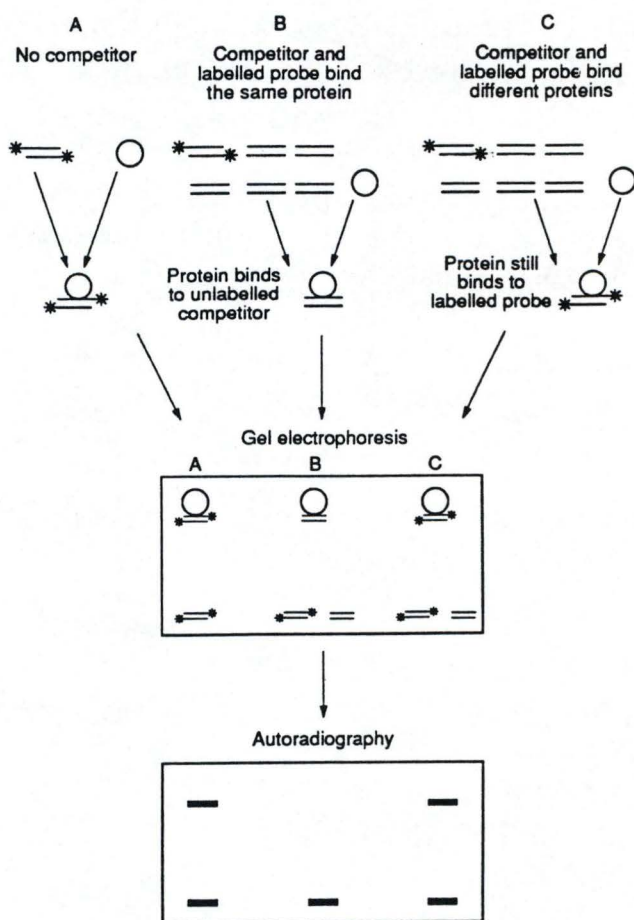 A
No competitor
B
Competitor and
labelled probe bind
the same protein
C
Competitor and
labelled probe bind
different proteins
Protein binds
to unlabelled
competitor
Protein still
binds to
labelled probe
Gel electrophoresis
A B C
Autoradiography